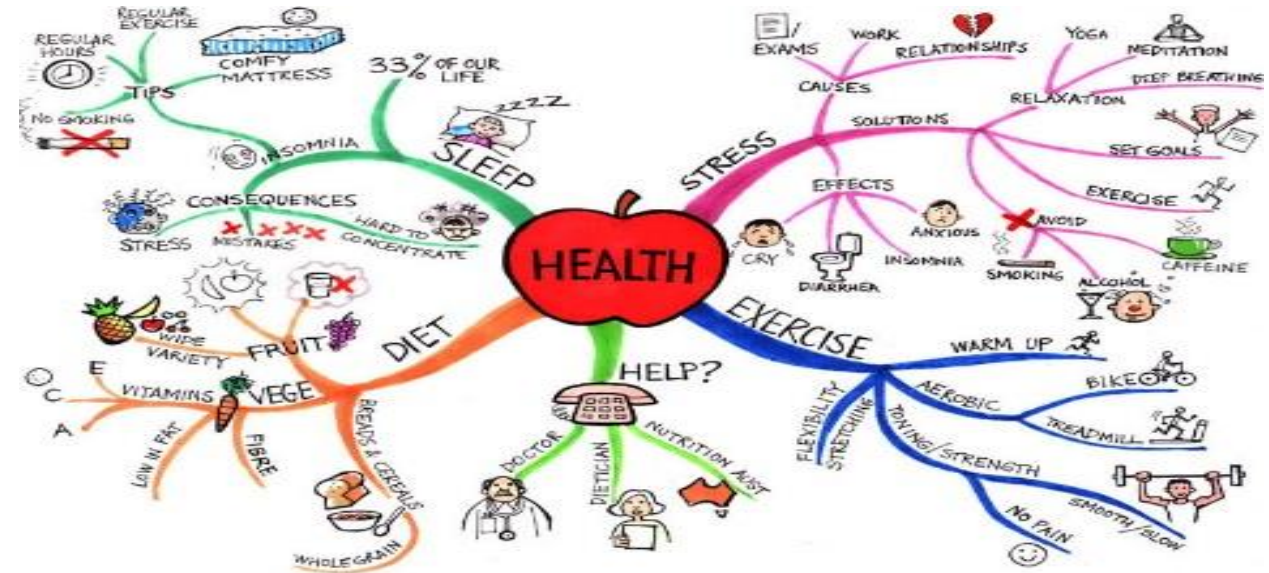 HEALTH
SLEEP
33% OF OUR
LIFE
ZZZZ
INSOMNIA
TIPS
REGULAR
EXERCISE
REGULAR
HOURS
COMFY
MATTRESS
NO SMOKING
CONSEQUENCES
STRESS
MISTAKES
HARD TO
CONCENTRATE
STRESS
CAUSES
EXAMS
WORK
RELATIONSHIPS
SOLUTIONS
RELAXATION
YOGA
MEDITATION
DEEP BREATHING
SET GOALS
EXERCISE
AVOID
SMOKING
ALCOHOL
CAFFEINE
EFFECTS
CRY
DIARRHEA
INSOMNIA
ANXIOUS
DIET
FRUIT
WIDE
VARIETY
VEGE
VITAMINS
E
C
A
LOW IN FAT
FIBRE
BREADS & CEREALS
WHOLEGRAIN
HELP?
DOCTOR
DIETICIAN
NUTRITION AUST
EXERCISE
WARM UP
AEROBIC
BIKE
TREADMILL
FLEXIBILITY
STRETCHING
TONING/STRENGTH
SMOOTH/SLOW
NO PAIN